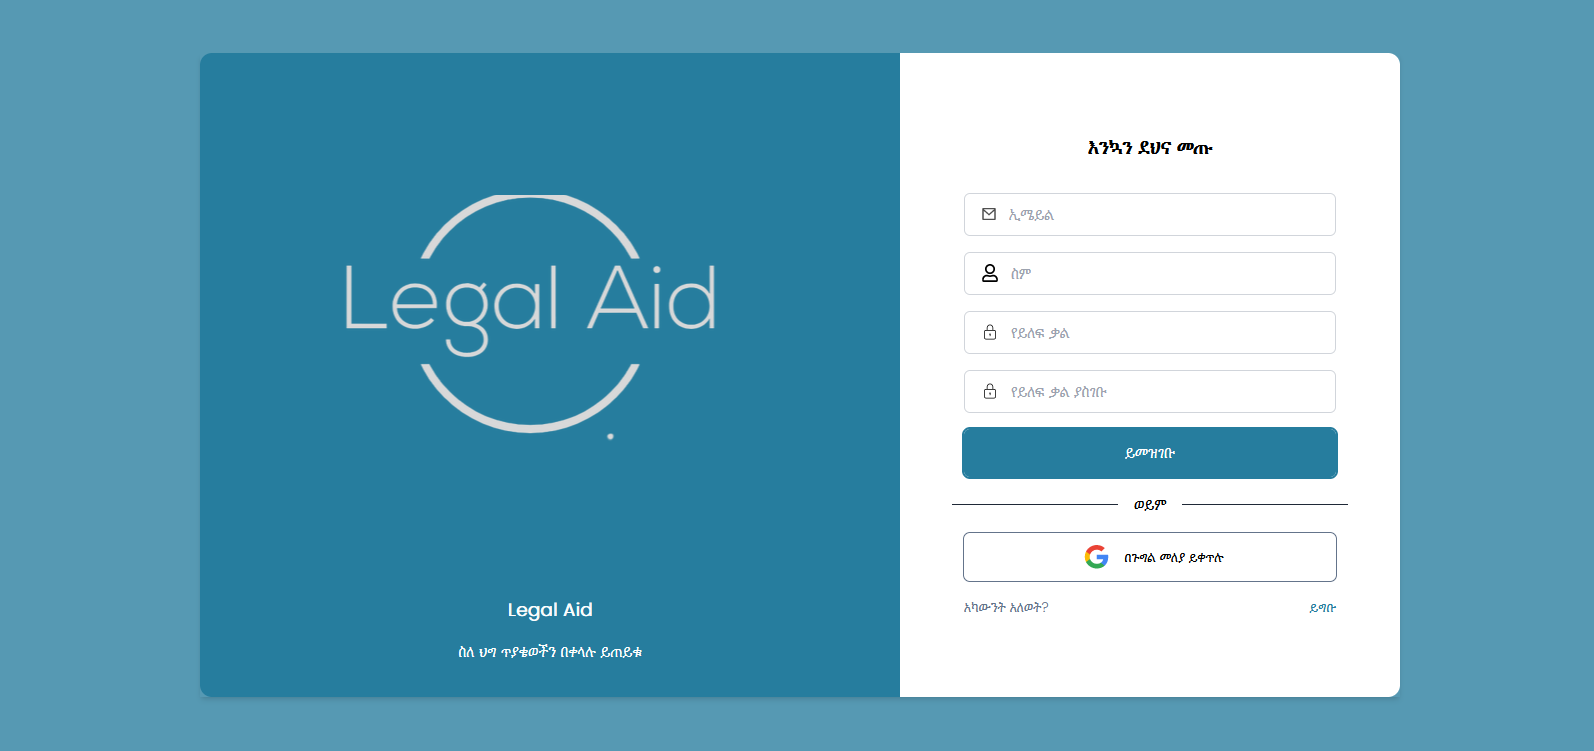 Legal Aid
Legal Aid
ስለ ህግ ጥያቄወችን በቀላሉ ይጠይቁ
እንኳን ደህና መጡ
ኢሜይል
ስም
የይለፍ ቃል
የይለፍ ቃል ያስገቡ
ይመዝገቡ
ወይም
በጉግል መለያ ይቀጥሉ
አካውንት አለወት?
ይግቡ